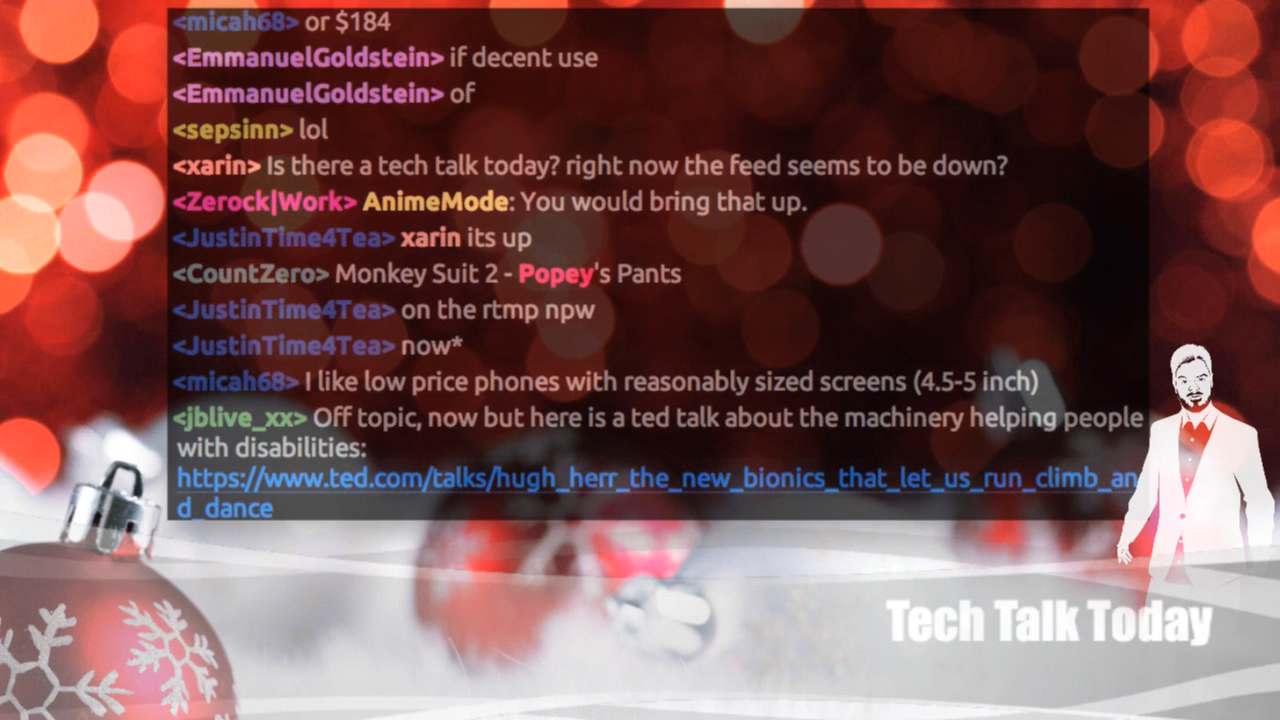 <micah68> or $184
<EmmanuelGoldstein> if decent use
<EmmanuelGoldstein> of
<sepsinn> lol
<xarin> Is there a tech talk today? right now the feed seems to be down?
<Zerock|Work> AnimeMode: You would bring that up.
<JustinTime4Tea> xarin its up
<CountZero> Monkey Suit 2 - Popey's Pants
<JustinTime4Tea> on the rtmp npw
<JustinTime4Tea> now*
<micah68> I like low price phones with reasonably sized screens (4.5-5 inch)
<jblive_xx> Off topic, now but here is a ted talk about the machinery helping people
with disabilities:
https://www.ted.com/talks/hugh_herr_the_new_bionics_that_let_us_run_climb_an
d_dance
Tech Talk Today